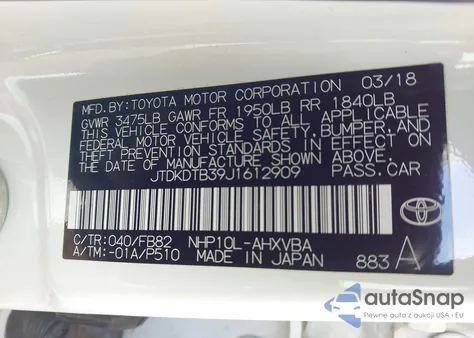 MFD. BY: TOYOTA MOTOR CORPORATION 03/18
GVWR 3475LB GAWR FR 1950LB RR 1840LB
THIS VEHICLE CONFORMS TO ALL APPLICABLE
FEDERAL MOTOR VEHICLE SAFETY, BUMPER, AND
THEFT PREVENTION STANDARDS IN EFFECT ON
THE DATE OF MANUFACTURE SHOWN ABOVE.
JTDKDTB39J1612909 PASS.CAR
C/TR: 040/FB82 NHP10L-AHXVBA
A/TM: -01A/P510 MADE IN JAPAN 883 A
TOYOTA
autoSnap
Pewne auta z aukcji USA i EU